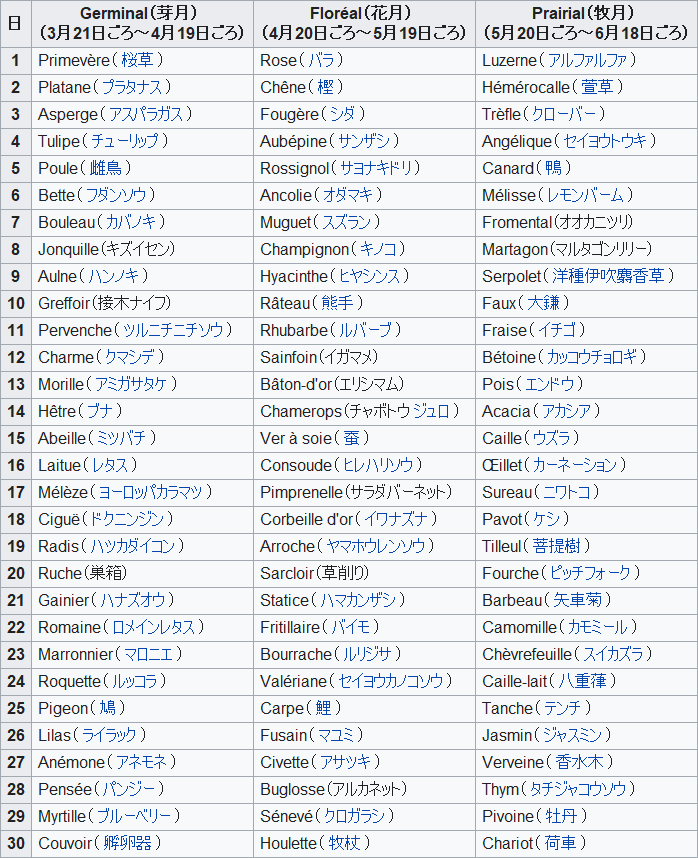 日 Germinal(芽月) Floréal(花月) Prairial(牧月)
(3月21日ごろ～4月19日ごろ) (4月20日ごろ～5月19日ごろ) (5月20日ごろ～6月18日ごろ)
1 Primevère(桜草) Rose(バラ) Luzerne(アルファルファ)
2 Platane(プラタナス) Chêne(樫) Hémérocalle(萱草)
3 Asperge(アスパラガス) Fougère(シダ) Trèfle(クローバー)
4 Tulipe(チューリップ) Aubépine(サンザシ) Angélique(セイヨウトウキ)
5 Poule(雌鳥) Rossignol(サヨナキドリ) Canard(鴨)
6 Bette(フダンソウ) Ancolie(オダマキ) Mélisse(レモンバーム)
7 Bouleau(カバノキ) Muguet(スズラン) Fromental(オオカニツリ)
8 Jonquille(キズイセン) Champignon(キノコ) Martagon(マルタゴンリリー)
9 Aulne(ハンノキ) Hyacinthe(ヒヤシンス) Serpolet(洋種伊吹麝香草)
10 Greffoir(接木ナイフ) Râteau(熊手) Faux(大鎌)
11 Pervenche(ツルニチニチソウ) Rhubarbe(ルバーブ) Fraise(イチゴ)
12 Charme(クマシデ) Sainfoin(イガマメ) Bétoine(カッコウチョロギ)
13 Morille(アミガサタケ) Bâton-d'or(エリシマム) Pois(エンドウ)
14 Hêtre(ブナ) Chamerops(チャボトウジュロ) Acacia(アカシア)
15 Abeille(ミツバチ) Ver à soie(蚕) Caille(ウズラ)
16 Laitue(レタス) Consoude(ヒレハリソウ) Œillet(カーネーション)
17 Mélèze(ヨーロッパカラマツ) Pimprenelle(サラダバーネット) Sureau(ニワトコ)
18 Ciguë(ドクニンジン) Corbeille d'or(イワナズナ) Pavot(ケシ)
19 Radis(ハツカダイコン) Arroche(ヤマホウレンソウ) Tilleul(菩提樹)
20 Ruche(巣箱) Sarcloir(草削り) Fourche(ピッチフォーク)
21 Gainier(ハナズオウ) Statice(ハマカンザシ) Barbeau(矢車菊)
22 Romaine(ロメインレタス) Fritillaire(バイモ) Camomille(カモミール)
23 Marronnier(マロニエ) Bourrache(ルリジサ) Chèvrefeuille(スイカズラ)
24 Roquette(ルッコラ) Valériane(セイヨウカノコソウ) Caille-lait(八重葎)
25 Pigeon(鳩) Carpe(鯉) Tanche(テンチ)
26 Lilas(ライラック) Fusain(マユミ) Jasmin(ジャスミン)
27 Anémone(アネモネ) Civette(アサツキ) Verveine(香水木)
28 Pensée(パンジー) Buglosse(アルカネット) Thym(タチジャコウソウ)
29 Myrtille(ブルーベリー) Sénevé(クロガラシ) Pivoine(牡丹)
30 Couvoir(孵卵器) Houlette(牧杖) Chariot(荷車)